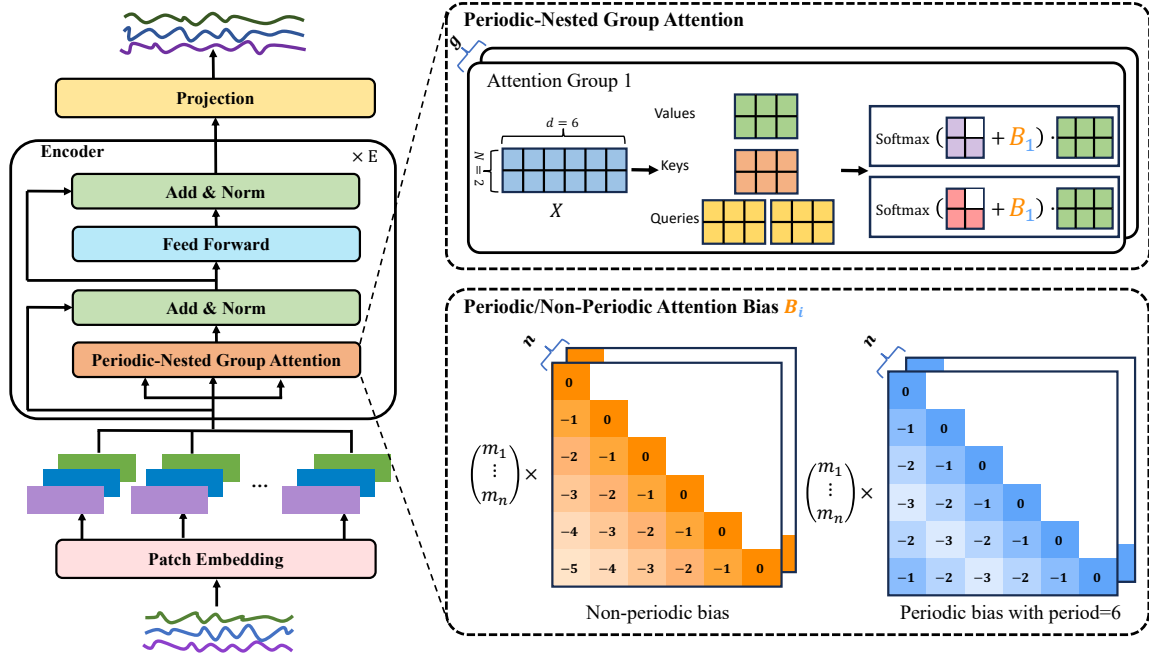 Projection
Encoder
× E
Add & Norm
Feed Forward
Add & Norm
Periodic-Nested Group Attention
...
Patch Embedding
Periodic-Nested Group Attention
g
Attention Group 1
d = 6
N = 2
X
Values
Keys
Queries
Softmax ( + B₁) ·
Softmax ( + B₁) ·
Periodic/Non-Periodic Attention Bias Bᵢ
n
(m₁ ⋮ mₙ) ×
0
−1 0
−2 −1 0
−3 −2 −1 0
−4 −3 −2 −1 0
−5 −4 −3 −2 −1 0
Non-periodic bias
n
(m₁ ⋮ mₙ) ×
0
−1 0
−2 −1 0
−3 −2 −1 0
−2 −3 −2 −1 0
−1 −2 −3 −2 −1 0
Periodic bias with period=6